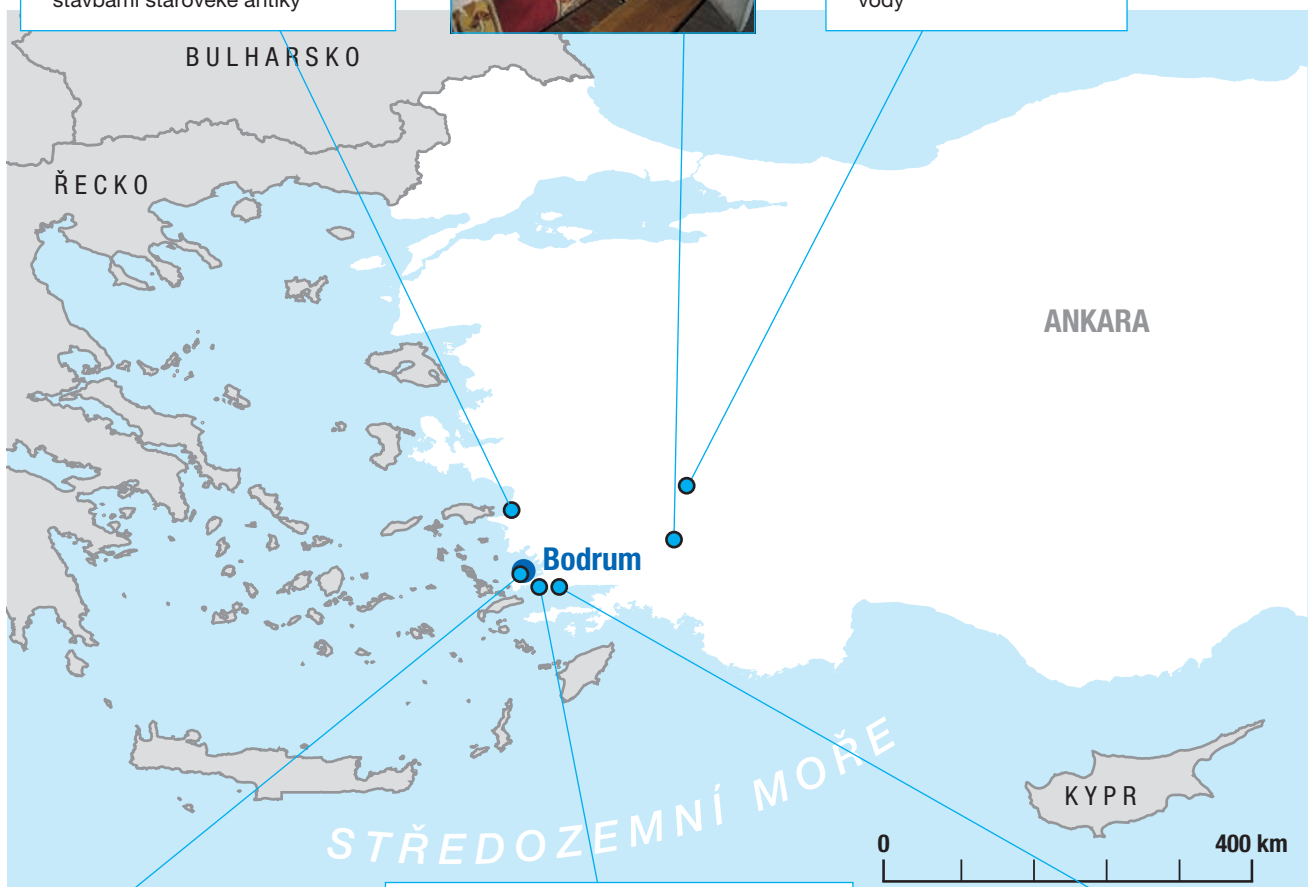 stavbami starověké antiky
vody
BULHARSKO
ŘECKO
ANKARA
Bodrum
STŘEDOZEMNÍ MOŘE
KYPR
0
400 km